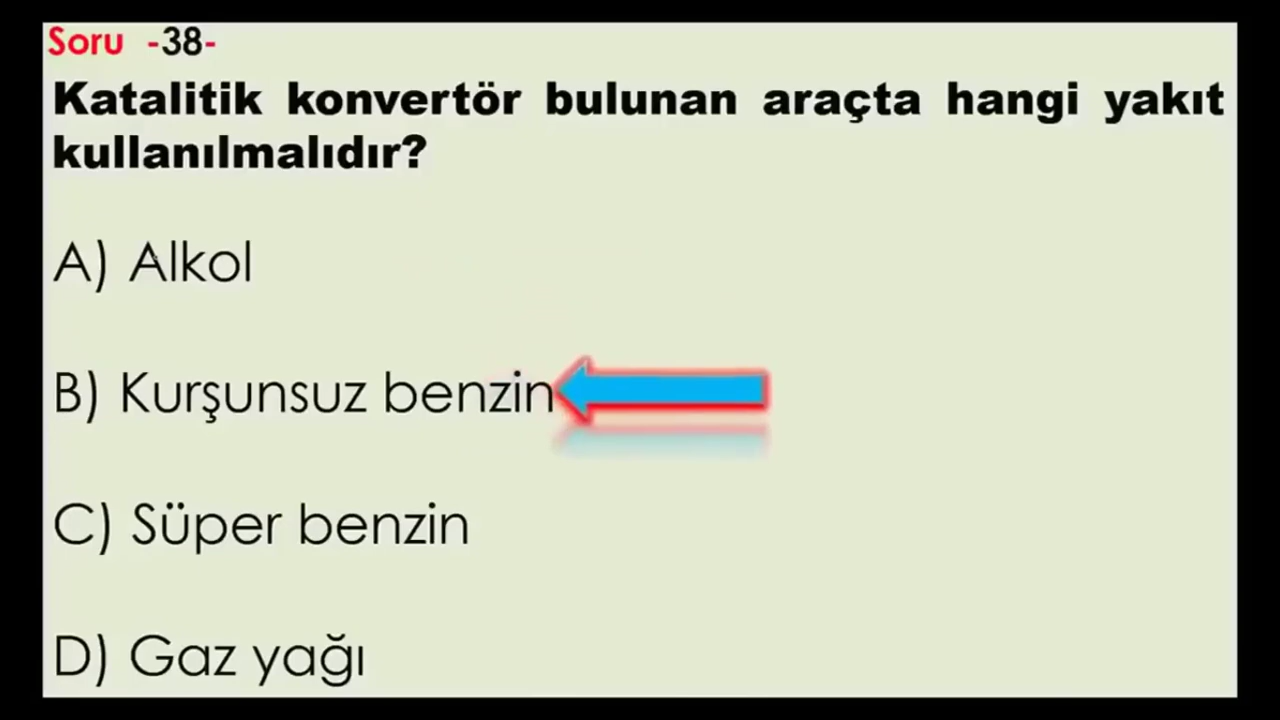 Soru -38-
Katalitik konvertör bulunan araçta hangi yakıt
kullanılmalıdır?
A) Alkol
B) Kurşunsuz benzin
C) Süper benzin
D) Gaz yağı